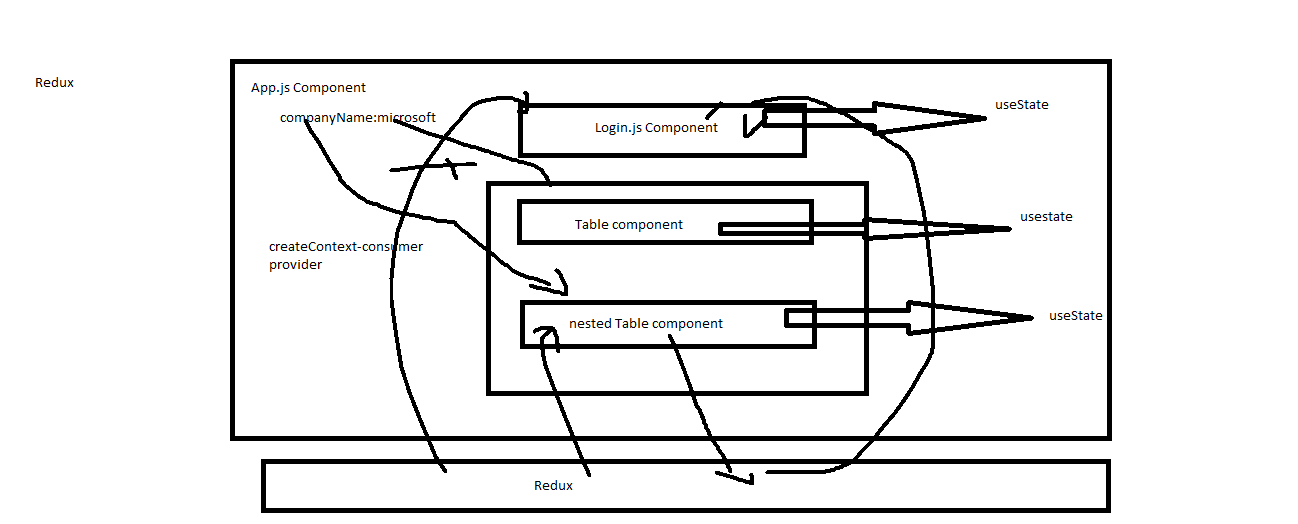 Redux
App.js Component
companyName:microsoft
Login.js Component
useState
Table component
usestate
createContext-consumer
provider
nested Table component
useState
Redux